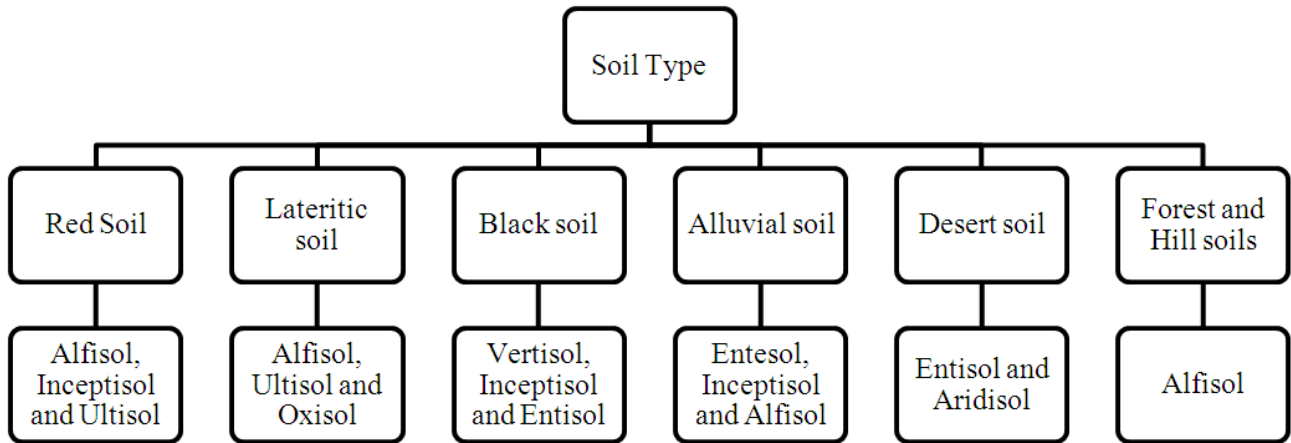 Soil Type
Red Soil
Lateritic
soil
Black soil
Alluvial soil
Desert soil
Forest and
Hill soils
Alfisol,
Inceptisol
and Ultisol
Alfisol,
Ultisol and
Oxisol
Vertisol,
Inceptisol
and Entisol
Entesol,
Inceptisol
and Alfisol
Entisol and
Aridisol
Alfisol